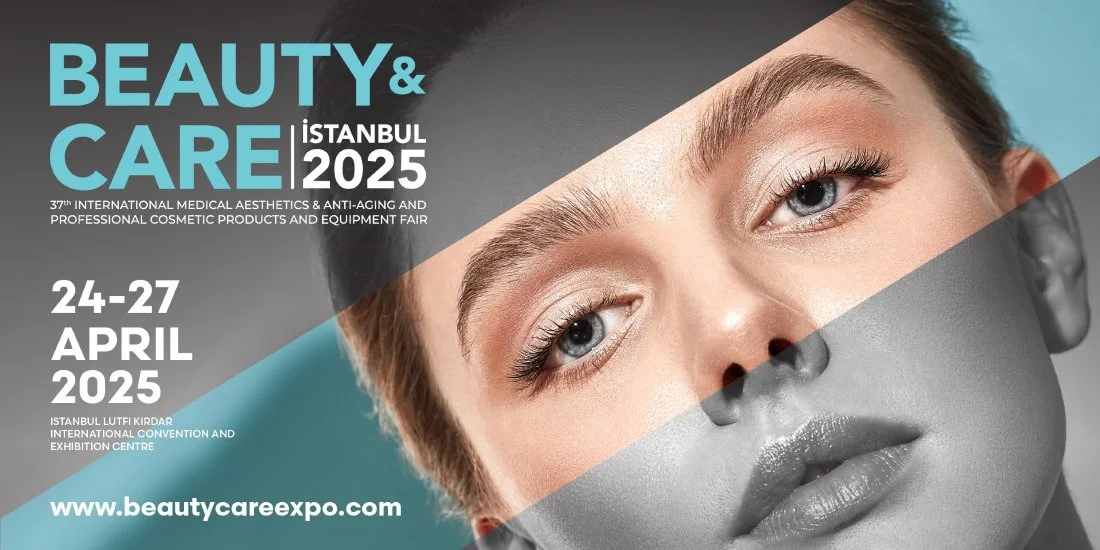 BEAUTY&
CARE
İSTANBUL
2025
37th INTERNATIONAL MEDICAL AESTHETICS & ANTI-AGING AND
PROFESSIONAL COSMETIC PRODUCTS AND EQUIPMENT FAIR
24-27
APRIL
2025
ISTANBUL LUTFI KIRDAR
INTERNATIONAL CONVENTION AND
EXHIBITION CENTRE
www.beautycareexpo.com